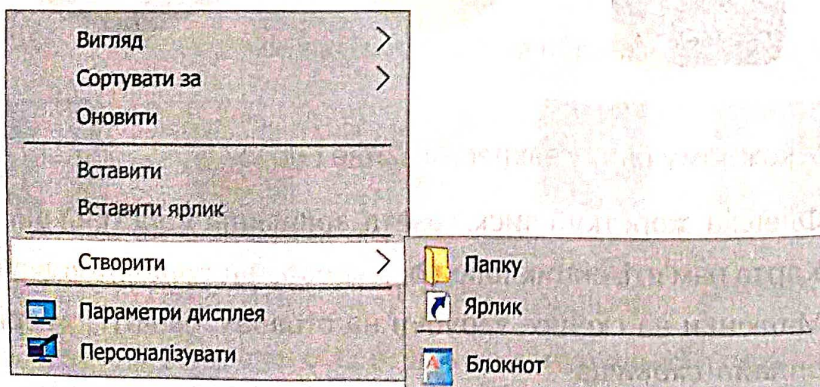 Вигляд
Сортувати за
Оновити
Вставити
Вставити ярлик
Створити
Параметри дисплея
Персоналізувати
Папку
Ярлик
Блокнот